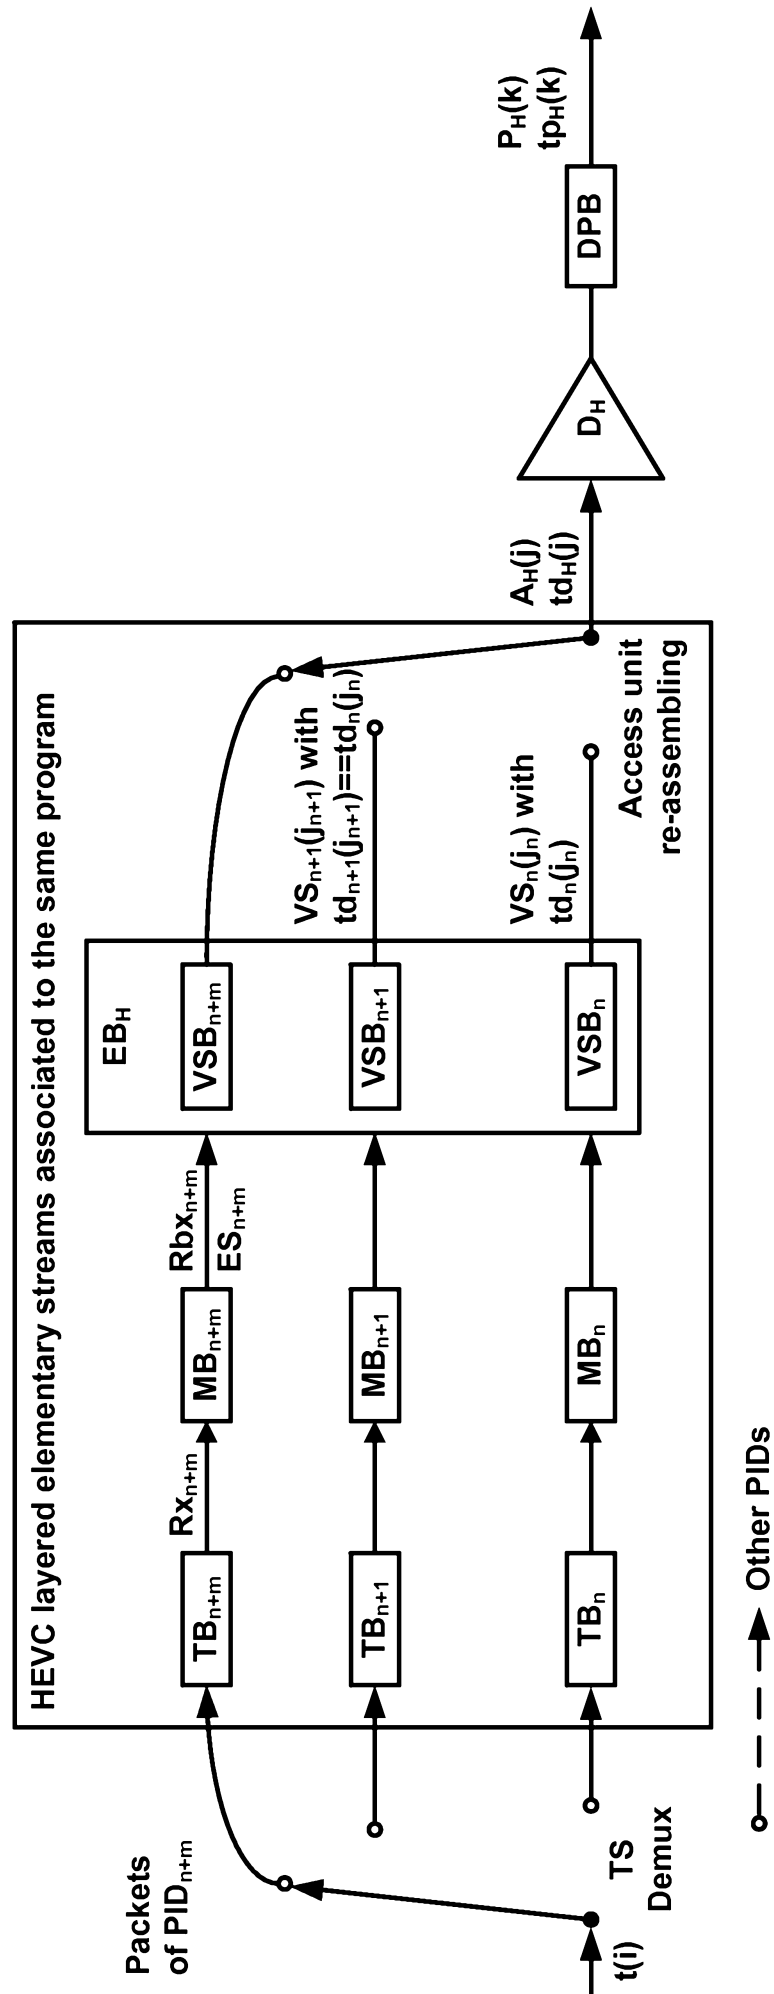 HEVC layered elementary streams associated to the same program
Packets
of PIDn+m
t(i)
TS
Demux
Other PIDs
TBn+m
Rxn+m
MBn+m
Rbxn+m
ESn+m
EBH
VSBn+m
TBn+1
MBn+1
VSBn+1
VSn+1(jn+1) with
tdn+1(jn+1)==tdn(jn)
TBn
MBn
VSBn
VSn(jn) with
tdn(jn)
Access unit
re-assembling
AH(j)
tdH(j)
DH
DPB
PH(k)
tpH(k)